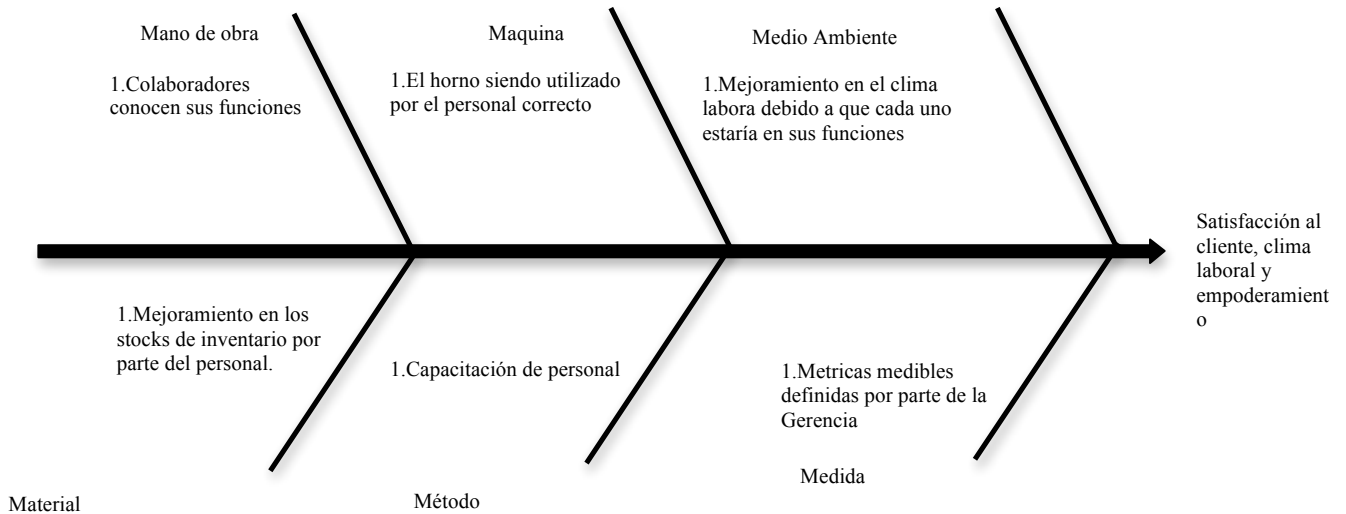 Mano de obra
1.Colaboradores
conocen sus funciones
Maquina
1.El horno siendo utilizado
por el personal correcto
Medio Ambiente
1.Mejoramiento en el clima
labora debido a que cada uno
estaría en sus funciones
Satisfacción al
cliente, clima
laboral y
empoderamient
o
1.Mejoramiento en los
stocks de inventario por
parte del personal.
Material
1.Capacitación de personal
Método
1.Metricas medibles
definidas por parte de la
Gerencia
Medida